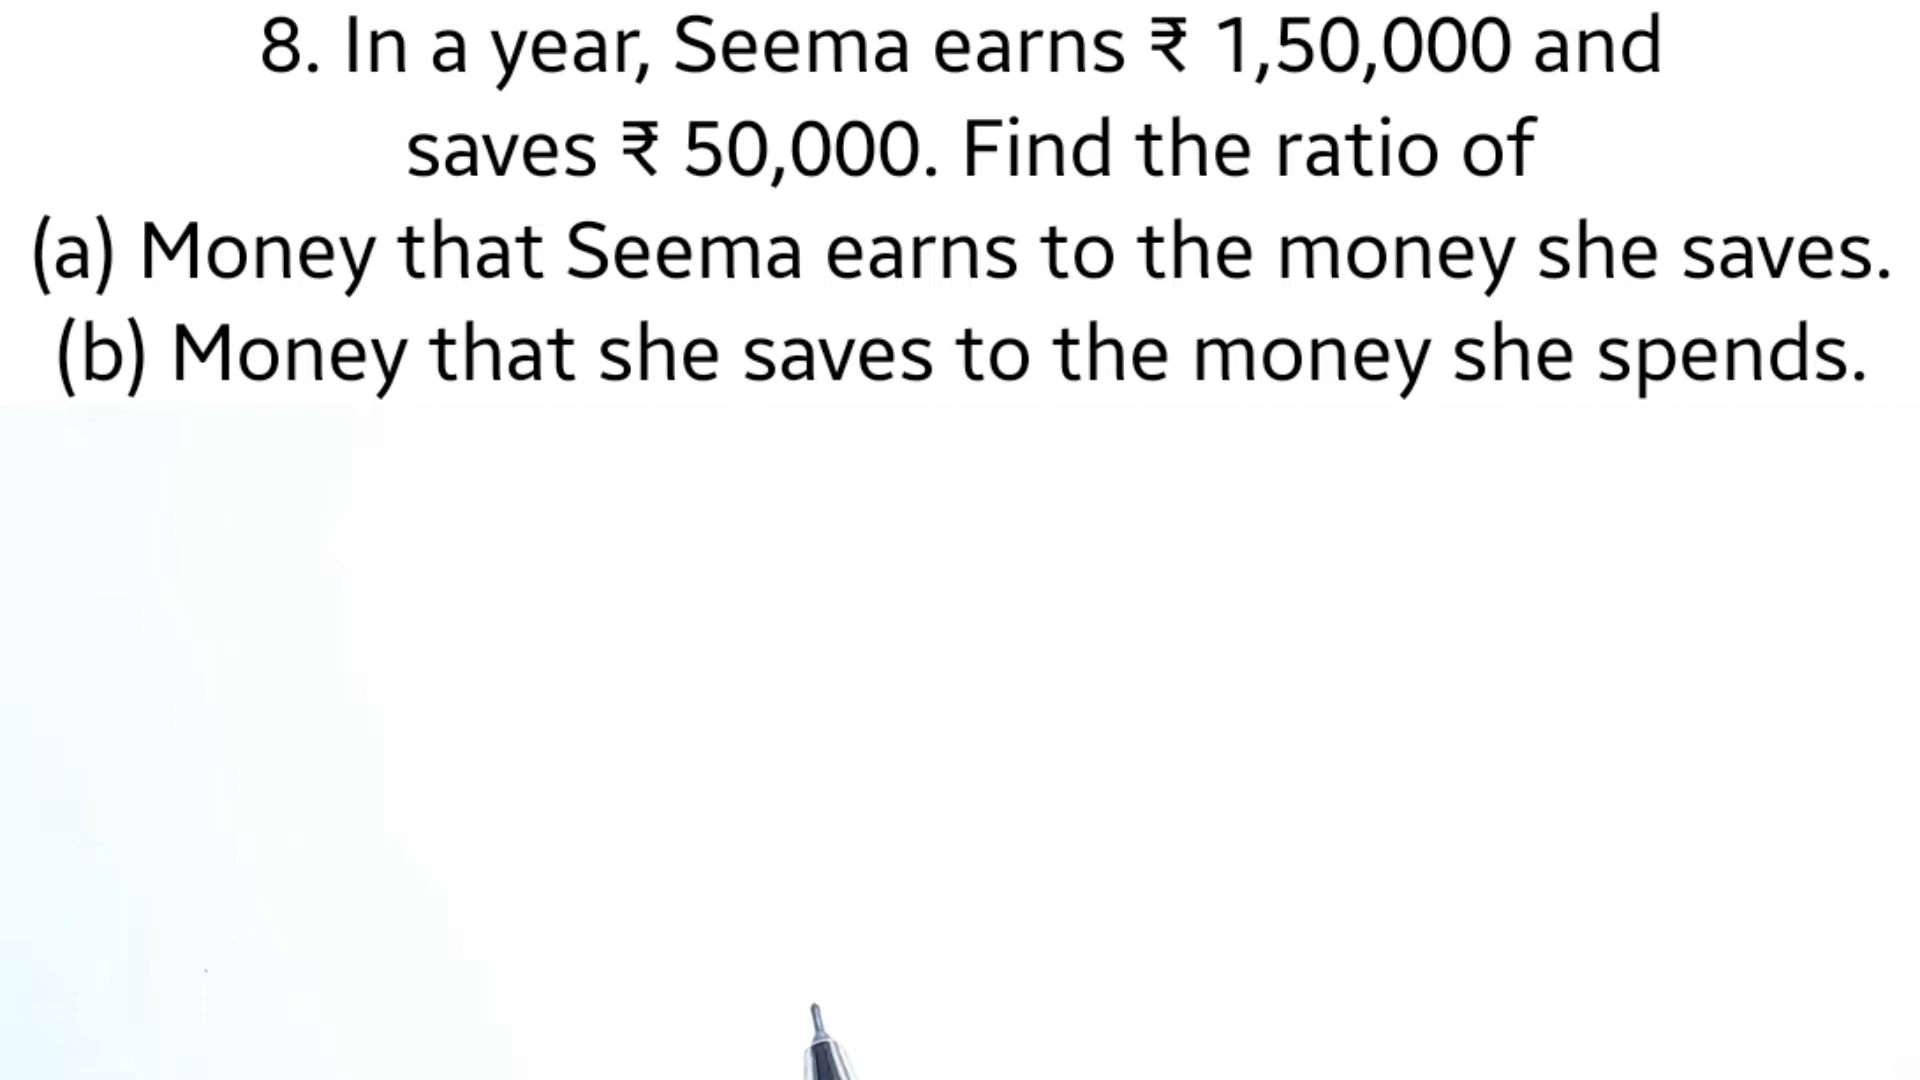 8. In a year, Seema earns ₹ 1,50,000 and
saves ₹ 50,000. Find the ratio of
(a) Money that Seema earns to the money she saves.
(b) Money that she saves to the money she spends.